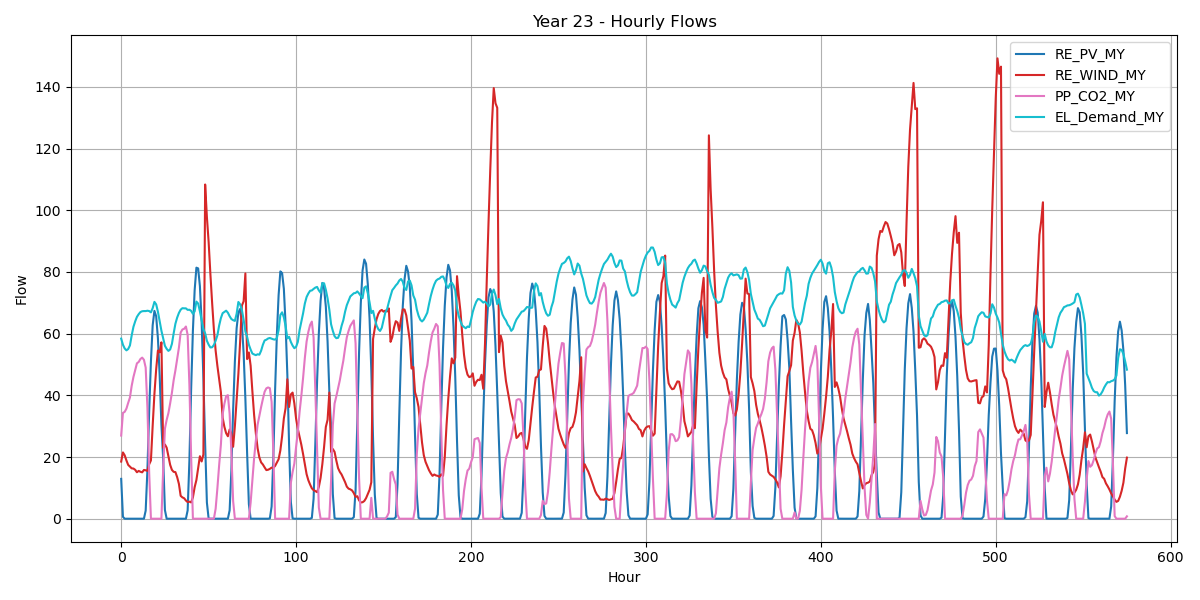 Year 23 - Hourly Flows
RE_PV_MY
RE_WIND_MY
PP_CO2_MY
EL_Demand_MY
Flow
140
120
100
80
60
40
20
0
0 100 200 300 400 500 600
Hour